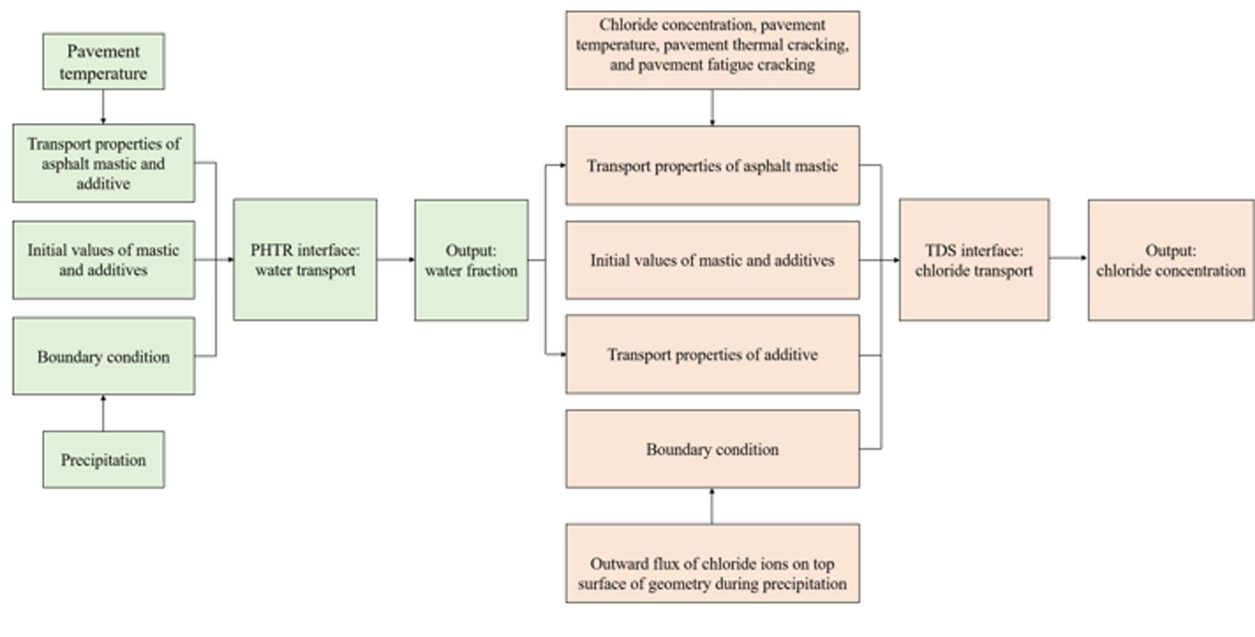 Pavement
temperature
Transport properties of
asphalt mastic and
additive
Initial values of mastic
and additives
Boundary condition
Precipitation
PHTR interface:
water transport
Output:
water fraction
Chloride concentration, pavement
temperature, pavement thermal cracking,
and pavement fatigue cracking
Transport properties of asphalt mastic
Initial values of mastic and additives
Transport properties of additive
Boundary condition
Outward flux of chloride ions on top
surface of geometry during precipitation
TDS interface:
chloride transport
Output:
chloride concentration